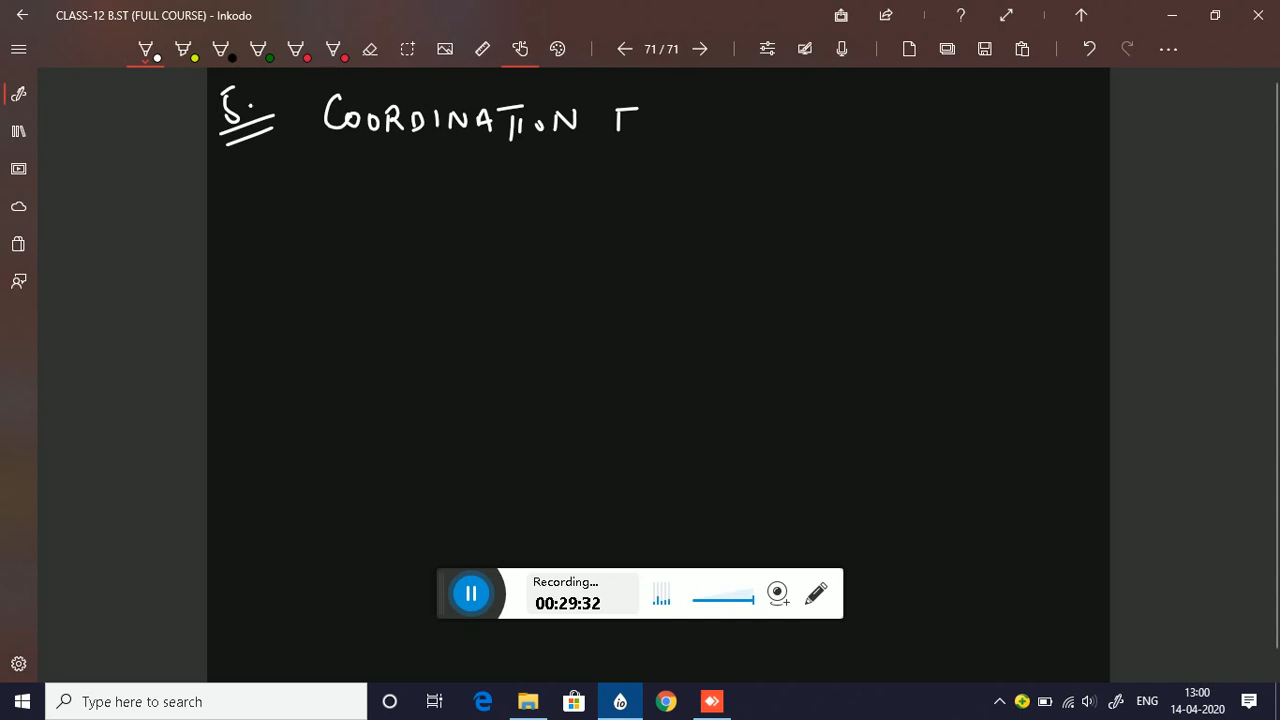 CLASS-12 B.ST (FULL COURSE) - Inkodo
71 / 71
5. COORDINATION
Recording...
00:29:32
Type here to search
ENG
13:00
14-04-2020